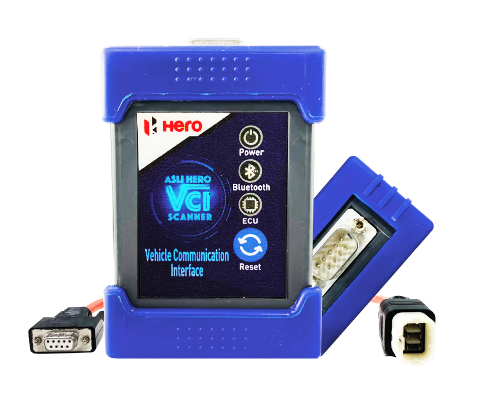 Hero
Power
Bluetooth
ECU
Reset
ASLI HERO
VCI
SCANNER
Vehicle Communication
Interface